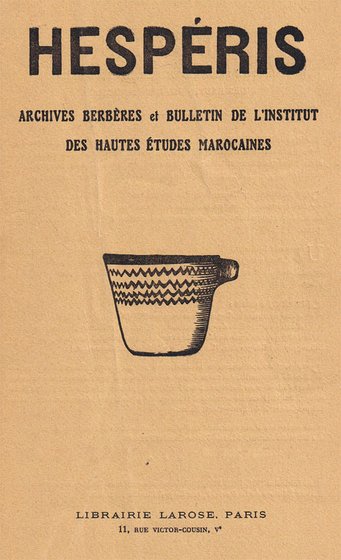 HESPÉRIS
ARCHIVES BERBÈRES et BULLETIN DE L'INSTITUT
DES HAUTES ÉTUDES MAROCAINES
LIBRAIRIE LAROSE, PARIS
11, RUE VICTOR-COUSIN, Vᵉ